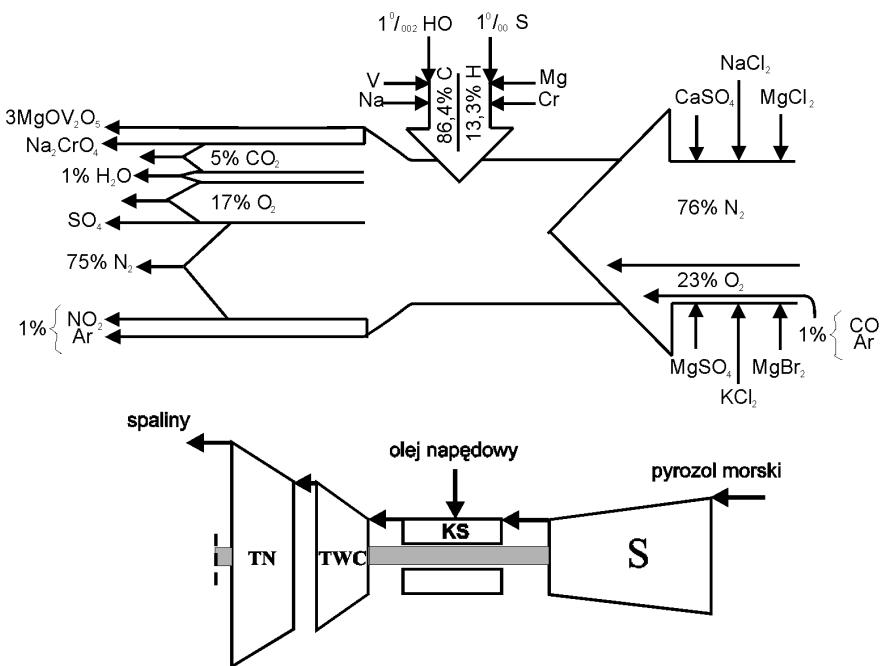 1⁰/₀₀₂ HO
1⁰/₀₀ S
V
Na
86,4% C
13,3% H
Mg
Cr
NaCl₂
CaSO₄
MgCl₂
3MgOV₂O₅
Na₂CrO₄
5% CO₂
1% H₂O
17% O₂
SO₄
75% N₂
1%
NO₂
Ar
76% N₂
23% O₂
1%
CO
Ar
MgSO₄
MgBr₂
KCl₂
spaliny
olej napędowy
pyrozol morski
TN
TWC
KS
S